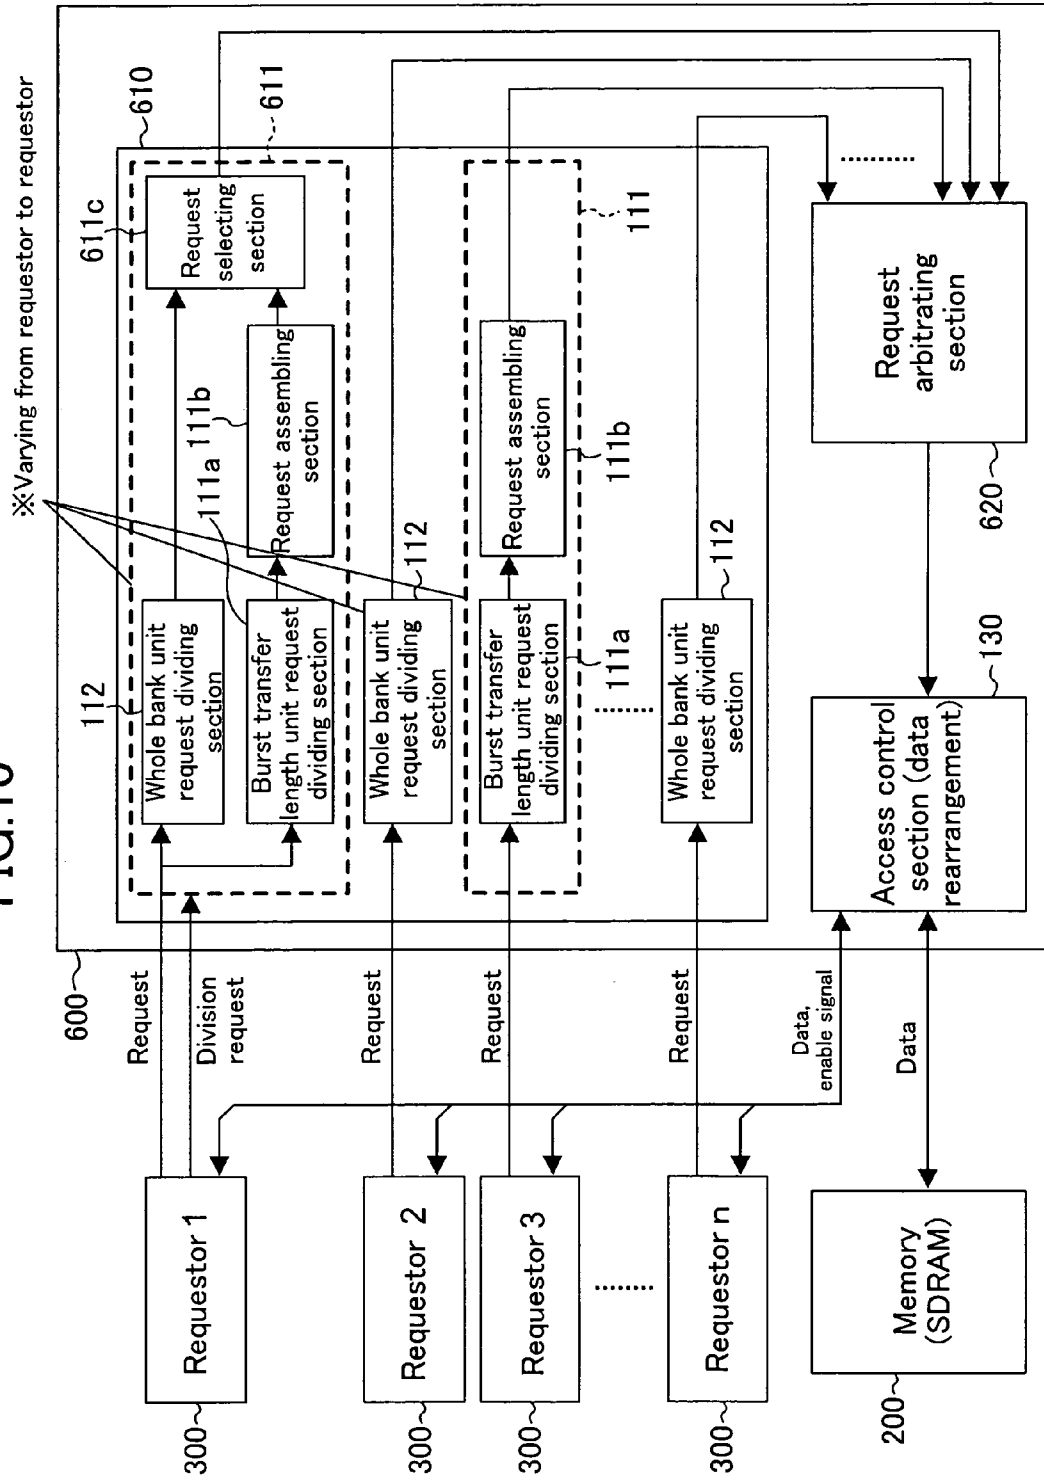 ※Varying from requestor to requestor
600
610
611
112
Whole bank unit
request dividing
section
111a
Burst transfer
length unit request
dividing section
111b
Request assembling
section
611c
Request
selecting
section
Whole bank unit
request dividing
section
112
111
Burst transfer
length unit request
dividing section
111a
Request assembling
section
111b
Whole bank unit
request dividing
section
112
Request
Division
request
Request
Request
Request
Data,
enable signal
Data
Requestor 1
300
Requestor 2
300
Requestor 3
300
Requestor n
300
Memory
(SDRAM)
200
Access control
section (data
rearrangement)
130
Request
arbitrating
section
620